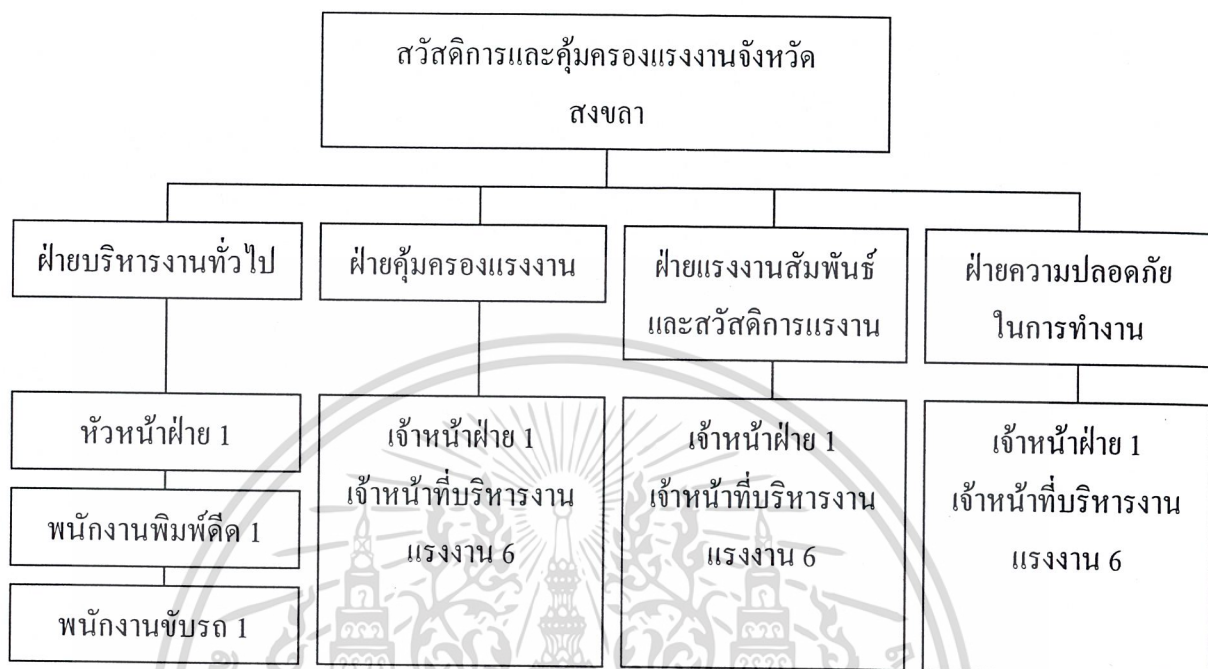 สวัสดิการและคุ้มครองแรงงานจังหวัด
สงขลา
ฝ่ายบริหารงานทั่วไป
ฝ่ายคุ้มครองแรงงาน
ฝ่ายแรงงานสัมพันธ์
และสวัสดิการแรงาน
ฝ่ายความปลอดภัย
ในการทำงาน
หัวหน้าฝ่าย 1
พนักงานพิมพ์ดีด 1
พนักงานขับรถ 1
เจ้าหน้าฝ่าย 1
เจ้าหน้าที่บริหารงาน
แรงงาน 6
เจ้าหน้าฝ่าย 1
เจ้าหน้าที่บริหารงาน
แรงงาน 6
เจ้าหน้าฝ่าย 1
เจ้าหน้าที่บริหารงาน
แรงงาน 6